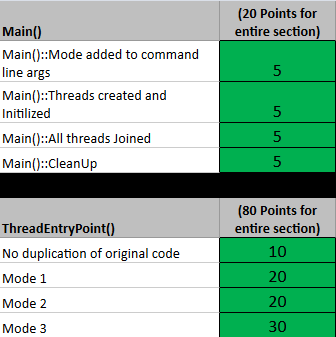 (20 Points for
Main() entire section)
Main()::Mode added to command
line args 5
Main()::Threads created and
Initilized 5
Main()::All threads Joined 5
Main()::CleanUp 5
(80 Points for
ThreadEntryPoint() entire section)
No duplication of original code 10
Mode 1 20
Mode 2 20
Mode 3 30